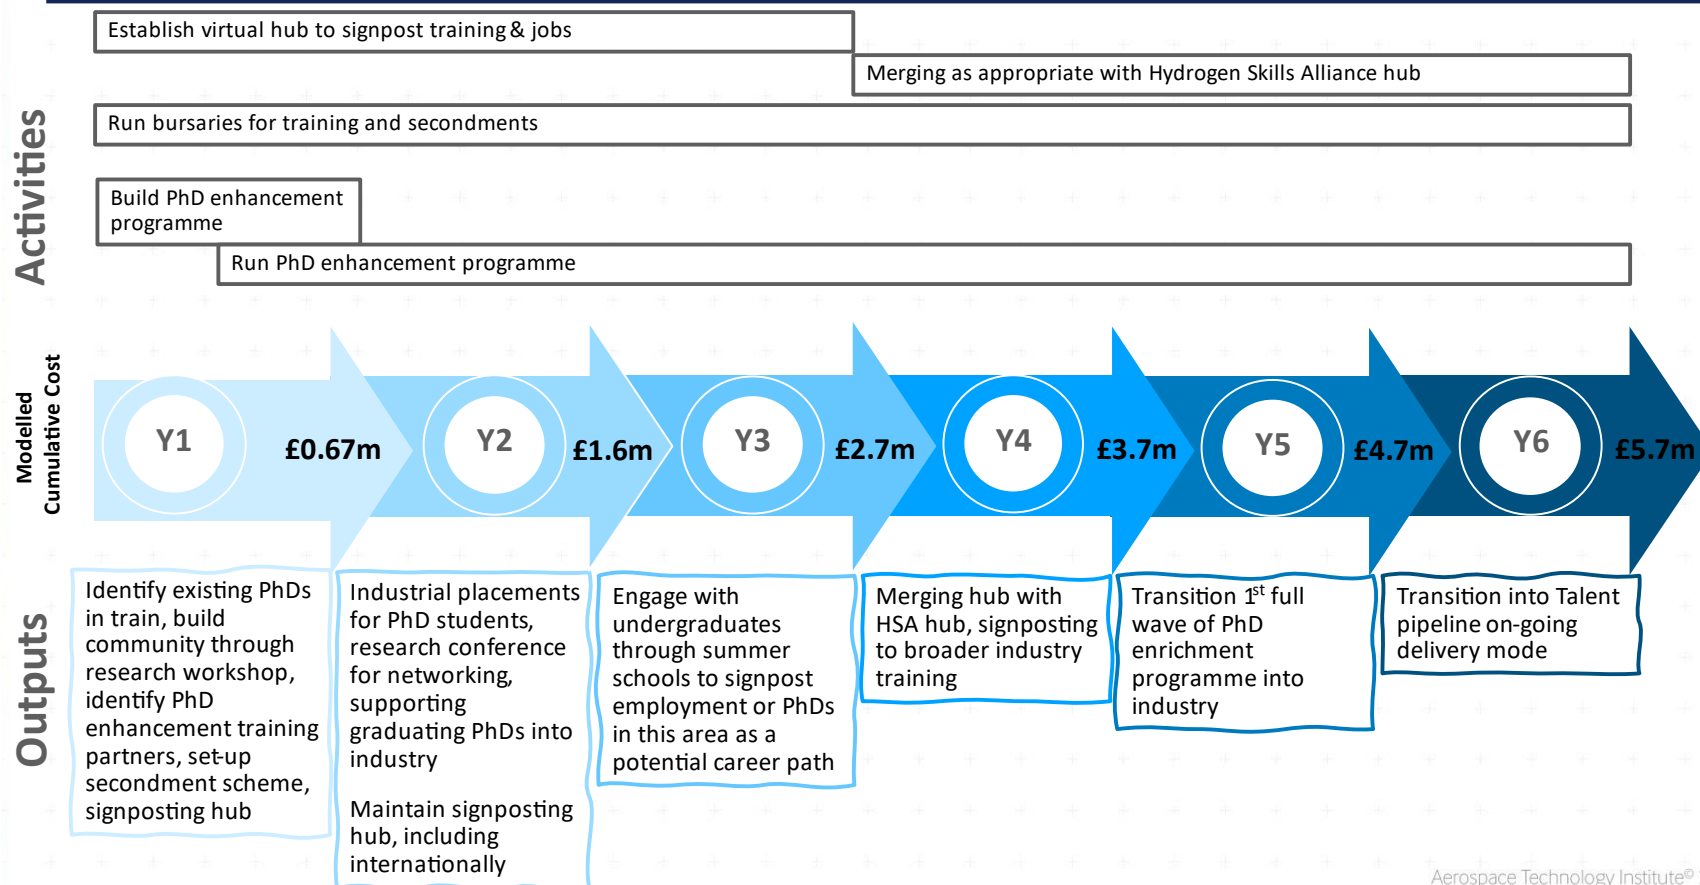 Establish virtual hub to signpost training & jobs
Merging as appropriate with Hydrogen Skills Alliance hub
Run bursaries for training and secondments
Build PhD enhancement
programme
Run PhD enhancement programme
Activities
Modelled
Cumulative Cost
Y1
£0.67m
Y2
£1.6m
Y3
£2.7m
Y4
£3.7m
Y5
£4.7m
Y6
£5.7m
Outputs
Identify existing PhDs
in train, build
community through
research workshop,
identify PhD
enhancement training
partners, set-up
secondment scheme,
signposting hub
Industrial placements
for PhD students,
research conference
for networking,
supporting
graduating PhDs into
industry
Maintain signposting
hub, including
internationally
Engage with
undergraduates
through summer
schools to signpost
employment or PhDs
in this area as a
potential career path
Merging hub with
HSA hub, signposting
to broader industry
training
Transition 1st full
wave of PhD
enrichment
programme into
industry
Transition into Talent
pipeline on-going
delivery mode
Aerospace Technology Institute©